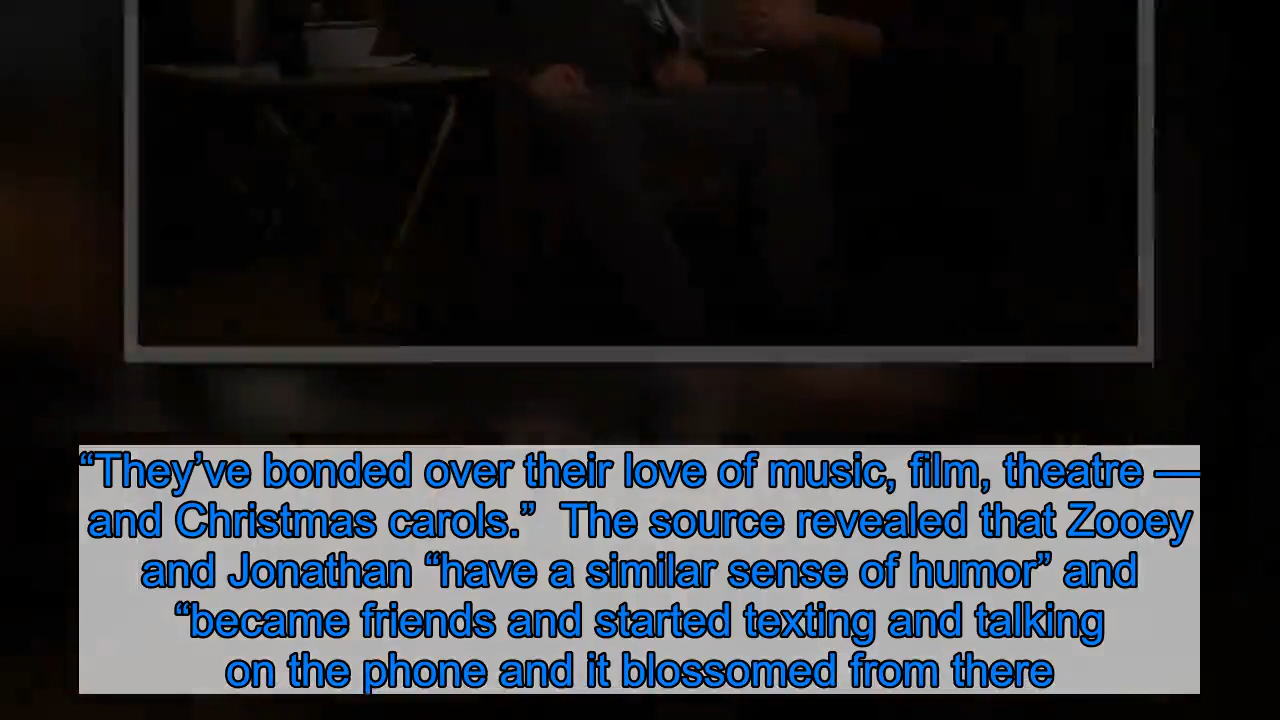 “They’ve bonded over their love of music, film, theatre —
and Christmas carols.”  The source revealed that Zooey
and Jonathan “have a similar sense of humor” and
“became friends and started texting and talking
on the phone and it blossomed from there